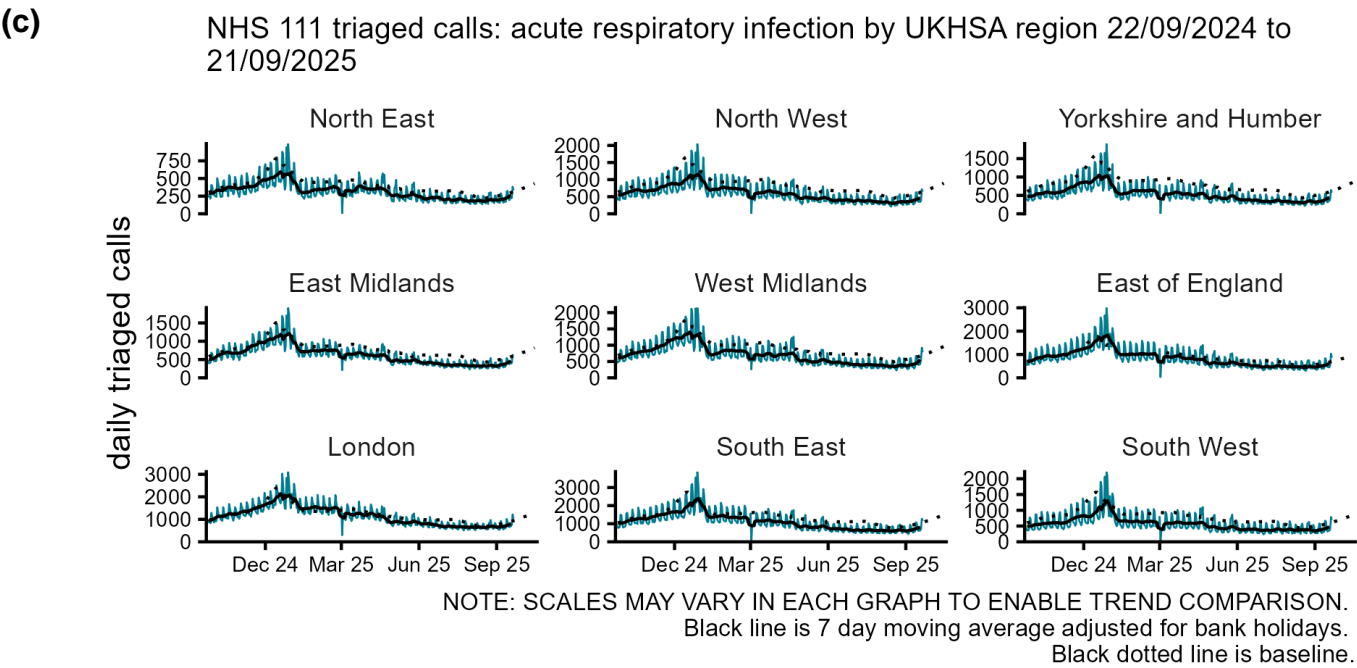 (c)
NHS 111 triaged calls: acute respiratory infection by UKHSA region 22/09/2024 to
21/09/2025
daily triaged calls
North East
750
500
250
0
North West
2000
1500
1000
500
0
Yorkshire and Humber
1500
1000
500
0
East Midlands
1500
1000
500
0
West Midlands
2000
1500
1000
500
0
East of England
3000
2000
1000
0
London
3000
2000
1000
0
South East
3000
2000
1000
0
South West
2000
1500
1000
500
0
Dec 24 Mar 25 Jun 25 Sep 25
Dec 24 Mar 25 Jun 25 Sep 25
Dec 24 Mar 25 Jun 25 Sep 25
NOTE: SCALES MAY VARY IN EACH GRAPH TO ENABLE TREND COMPARISON.
Black line is 7 day moving average adjusted for bank holidays.
Black dotted line is baseline.